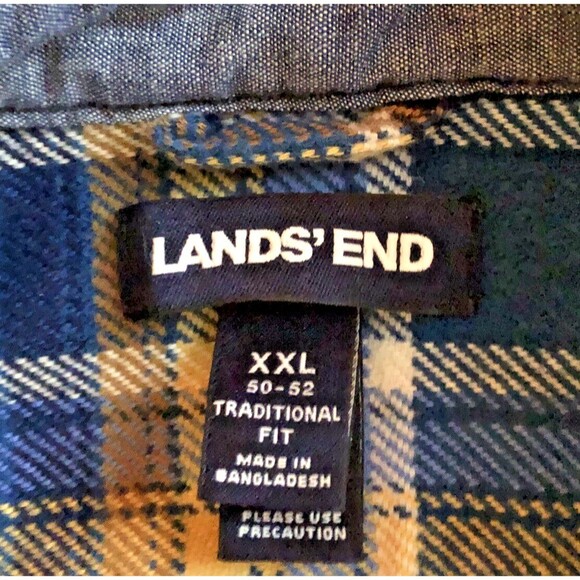 LANDS' END
XXL
50-52
TRADITIONAL
FIT
MADE IN
BANGLADESH
PLEASE USE
PRECAUTION